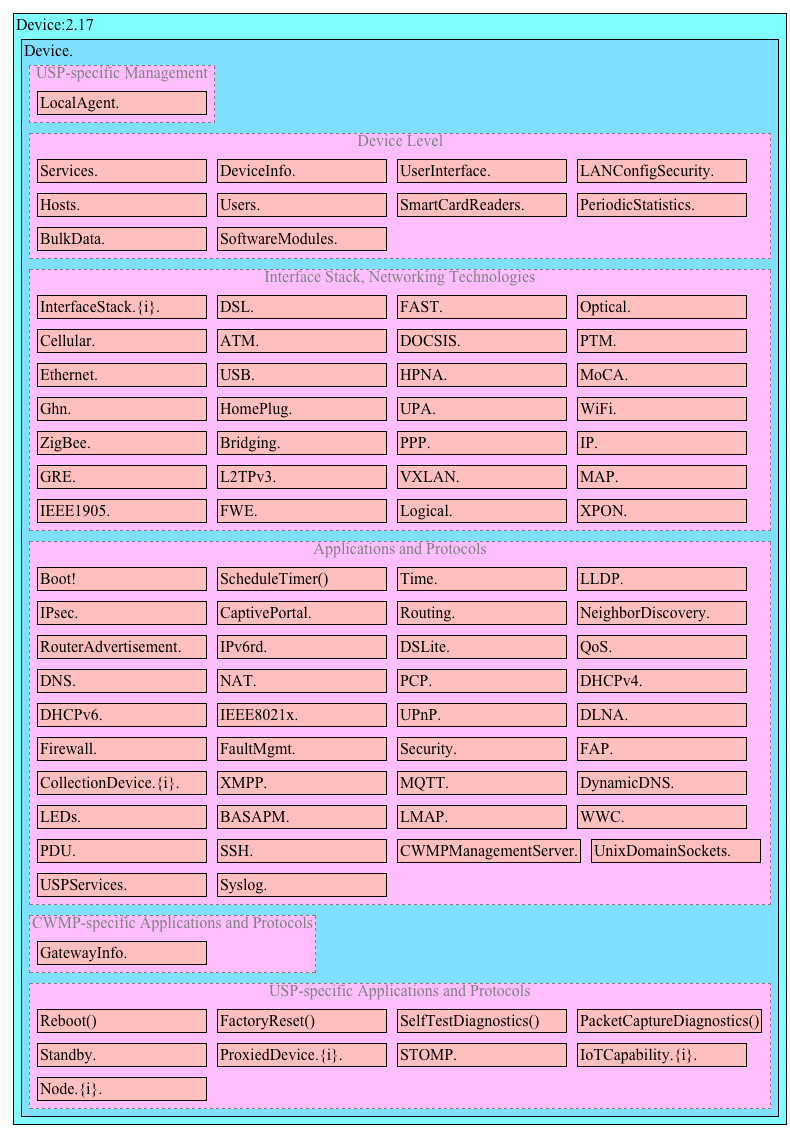 Device:2.17
Device.
USP-specific Management
LocalAgent.
Device Level
Services. DeviceInfo. UserInterface. LANConfigSecurity.
Hosts. Users. SmartCardReaders. PeriodicStatistics.
BulkData. SoftwareModules.
Interface Stack, Networking Technologies
InterfaceStack.{i}. DSL. FAST. Optical.
Cellular. ATM. DOCSIS. PTM.
Ethernet. USB. HPNA. MoCA.
Ghn. HomePlug. UPA. WiFi.
ZigBee. Bridging. PPP. IP.
GRE. L2TPv3. VXLAN. MAP.
IEEE1905. FWE. Logical. XPON.
Applications and Protocols
Boot! ScheduleTimer() Time. LLDP.
IPsec. CaptivePortal. Routing. NeighborDiscovery.
RouterAdvertisement. IPv6rd. DSLite. QoS.
DNS. NAT. PCP. DHCPv4.
DHCPv6. IEEE8021x. UPnP. DLNA.
Firewall. FaultMgmt. Security. FAP.
CollectionDevice.{i}. XMPP. MQTT. DynamicDNS.
LEDs. BASAPM. LMAP. WWC.
PDU. SSH. CWMPManagementServer. UnixDomainSockets.
USPServices. Syslog.
CWMP-specific Applications and Protocols
GatewayInfo.
USP-specific Applications and Protocols
Reboot() FactoryReset() SelfTestDiagnostics() PacketCaptureDiagnostics()
Standby. ProxiedDevice.{i}. STOMP. IoTCapability.{i}.
Node.{i}.